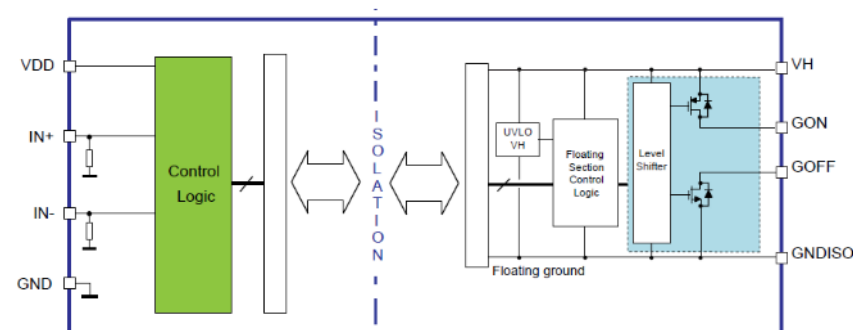 VDD
IN+
IN-
GND
Control
Logic
ISOLATION
UVLO
VH
Floating
Section
Control
Logic
Level
Shifter
Floating ground
VH
GON
GOFF
GNDISO